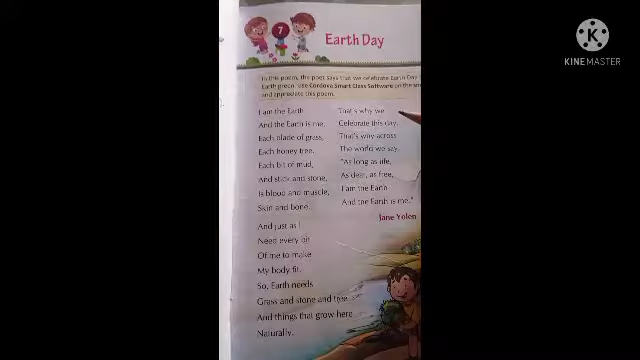 7
Earth Day
In this poem, the poet says that we celebrate Earth Day
Earth green. Use Cordova Smart Class Software on the
and appreciate this poem.
I am the Earth
And the Earth is me.
Each blade of grass,
Each honey tree,
Each bit of mud,
And stick and stone,
Is blood and muscle,
Skin and bone.
And just as I
Need every bit
Of me to make
My body fit,
So, Earth needs
Grass and stone and tree
And things that grow here
Naturally.
That's why we
Celebrate this day.
That's why across
The world we say,
"As long as life,
As dear, as free,
I am the Earth
And the Earth is me."
Jane Yolen
K
KINEMASTER